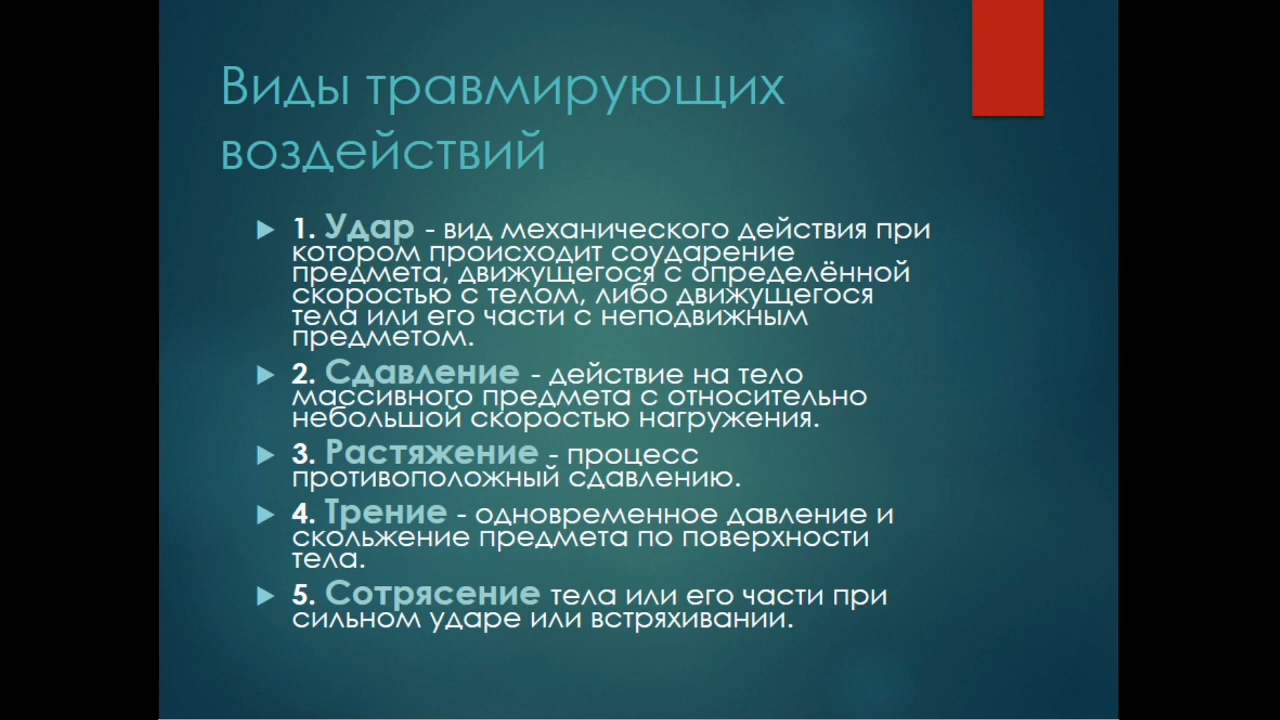 Виды травмирующих
воздействий
1. Удар - вид механического действия при
котором происходит соударение
предмета, движущегося с определённой
скоростью с телом, либо движущегося
тела или его части с неподвижным
предметом.
2. Сдавление - действие на тело
массивного предмета с относительно
небольшой скоростью нагружения.
3. Растяжение - процесс
противоположный сдавлению.
4. Трение - одновременное давление и
скольжение предмета по поверхности
тела.
5. Сотрясение тела или его части при
сильном ударе или встряхивании.